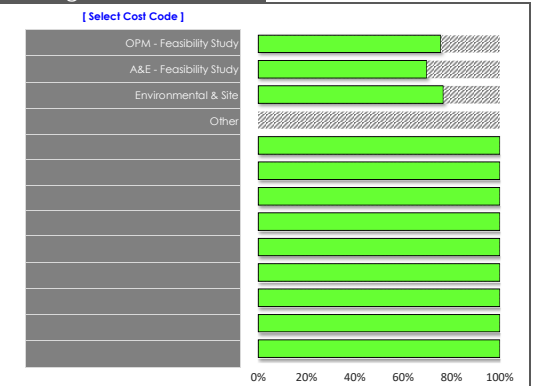 [ Select Cost Code ]
OPM - Feasibility Study
A&E - Feasibility Study
Environmental & Site
Other
0% 20% 40% 60% 80% 100%